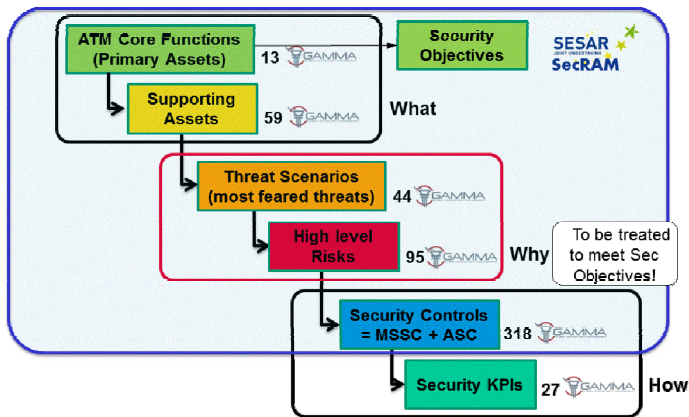 ATM Core Functions
(Primary Assets)
13 GAMMA
Security
Objectives
SESAR
JOINT UNDERTAKING
SecRAM
Supporting
Assets
59 GAMMA
What
Threat Scenarios
(most feared threats)
44 GAMMA
High level
Risks
95 GAMMA
Why
To be treated
to meet Sec
Objectives!
Security Controls
= MSSC + ASC
318 GAMMA
Security KPIs
27 GAMMA
How